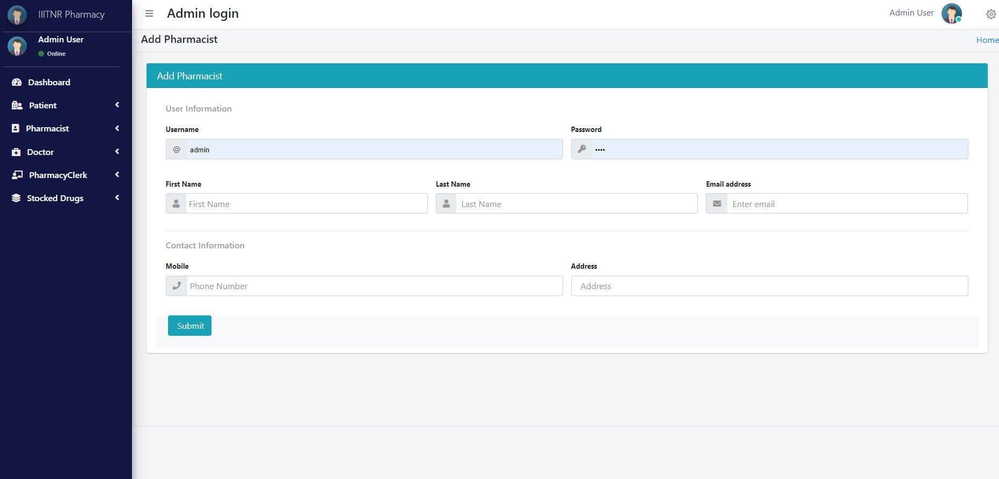 IIITNR Pharmacy
Admin login
Admin User
Admin User
Online
Add Pharmacist
Home
Dashboard
Patient
Pharmacist
Doctor
PharmacyClerk
Stocked Drugs
Add Pharmacist
User Information
Username
Password
@ admin
••••
First Name
Last Name
Email address
First Name
Last Name
Enter email
Contact Information
Mobile
Address
Phone Number
Address
Submit